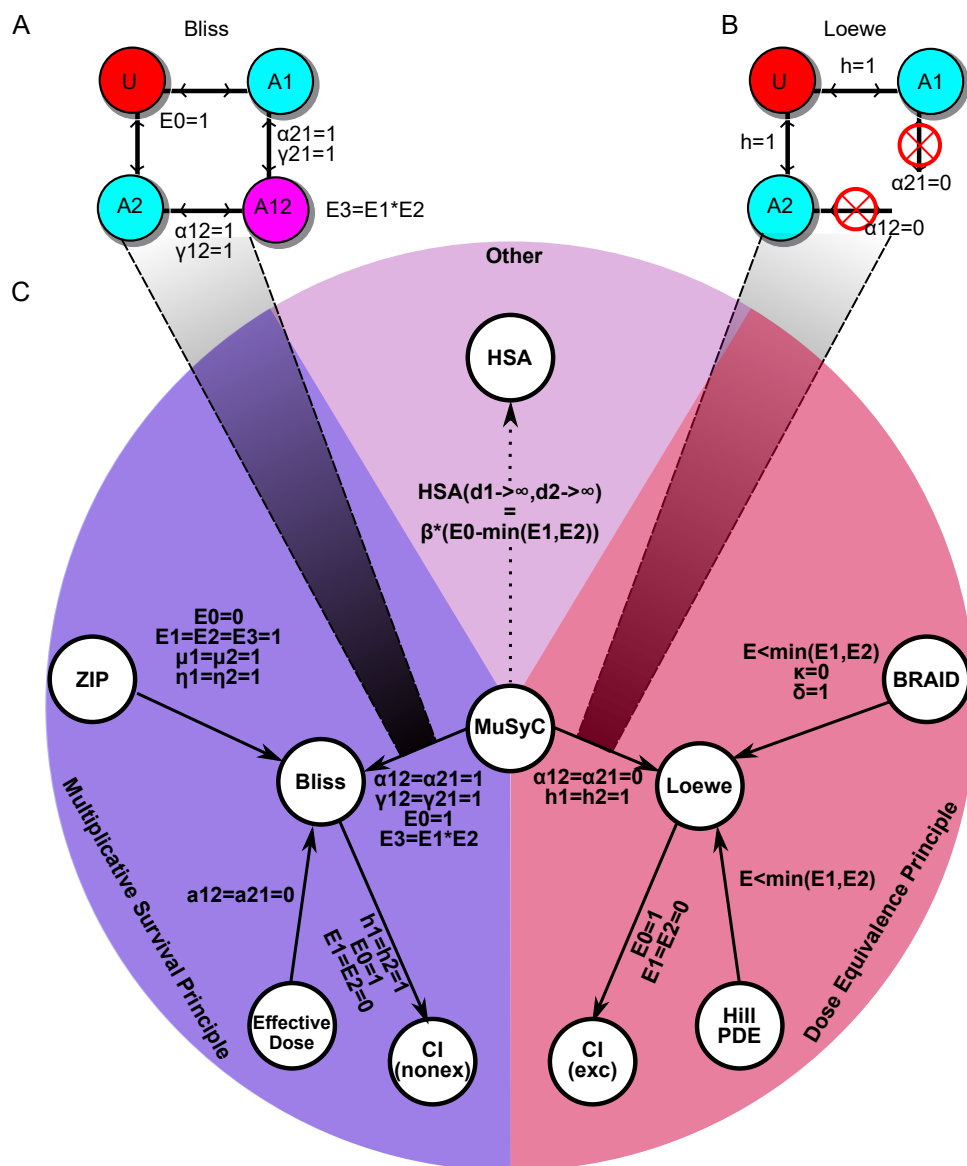 A
Bliss
U
A1
E0=1
α21=1
γ21=1
A2
A12
α12=1
γ12=1
E3=E1*E2
B
Loewe
U
h=1
A1
h=1
α21=0
A2
α12=0
C
Other
HSA
HSA(d1->∞,d2->∞)
=
β*(E0-min(E1,E2))
E0=0
E1=E2=E3=1
μ1=μ2=1
η1=η2=1
ZIP
E<min(E1,E2)
κ=0
δ=1
BRAID
MuSyC
Bliss
α12=α21=1
γ12=γ21=1
E0=1
E3=E1*E2
α12=α21=0
h1=h2=1
Loewe
Multiplicative Survival Principle
a12=a21=0
h1=h2=1
E0=1
E1=E2=0
E0=1
E1=E2=0
E<min(E1,E2)
Dose Equivalence Principle
Effective
Dose
CI
(nonex)
CI
(exc)
Hill
PDE